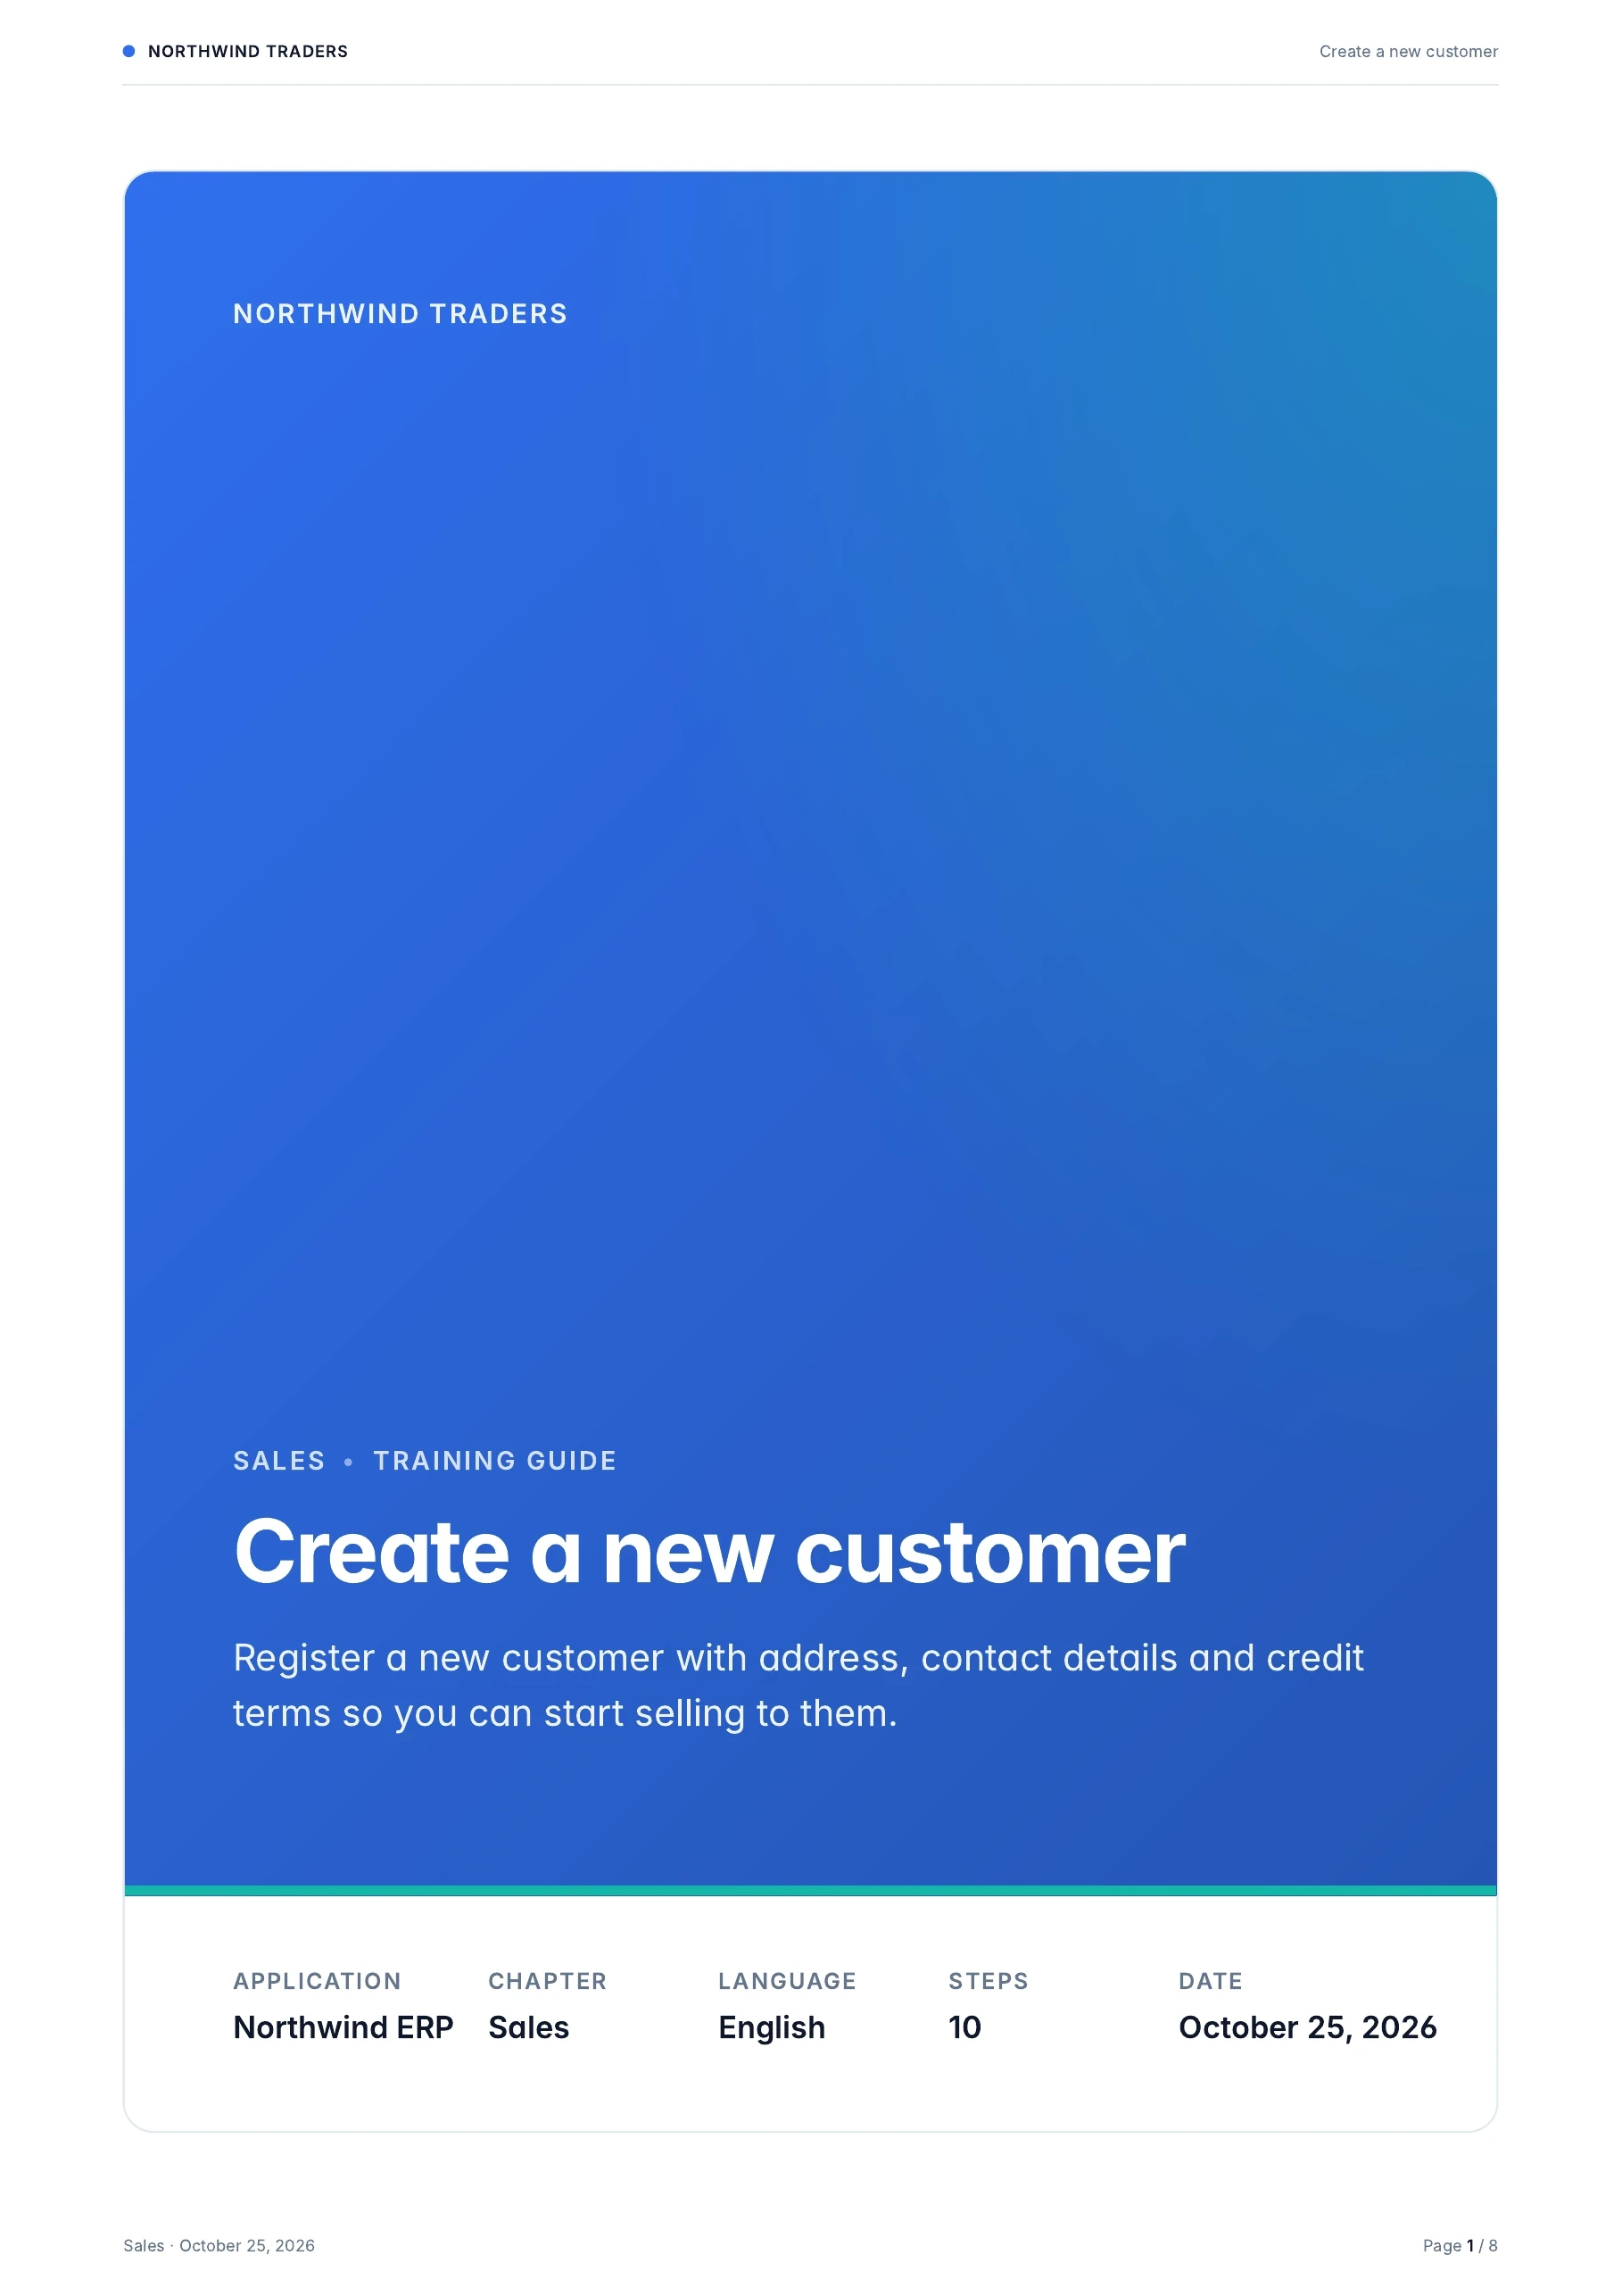 NORTHWIND TRADERS
Create a new customer
NORTHWIND TRADERS
SALES • TRAINING GUIDE
Create a new customer
Register a new customer with address, contact details and credit
terms so you can start selling to them.
APPLICATION CHAPTER LANGUAGE STEPS DATE
Northwind ERP Sales English 10 October 25, 2026
Sales · October 25, 2026
Page 1 / 8